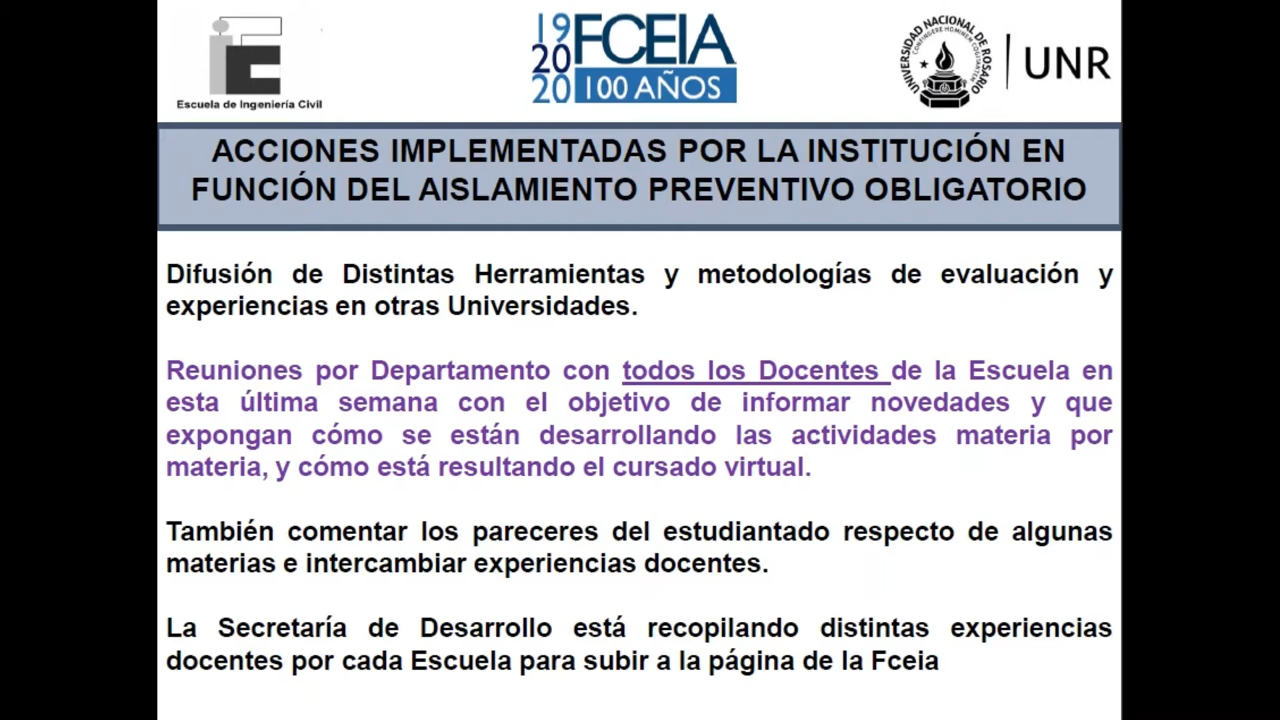 Escuela de Ingeniería Civil
19
20
20
FCEIA
100 AÑOS
UNIVERSIDAD NACIONAL DE ROSARIO
CONFINGERE HOMINEM COGITANTEM
UNR
ACCIONES IMPLEMENTADAS POR LA INSTITUCIÓN EN
FUNCIÓN DEL AISLAMIENTO PREVENTIVO OBLIGATORIO
Difusión de Distintas Herramientas y metodologías de evaluación y
experiencias en otras Universidades.
Reuniones por Departamento con todos los Docentes de la Escuela en
esta última semana con el objetivo de informar novedades y que
expongan cómo se están desarrollando las actividades materia por
materia, y cómo está resultando el cursado virtual.
También comentar los pareceres del estudiantado respecto de algunas
materias e intercambiar experiencias docentes.
La Secretaría de Desarrollo está recopilando distintas experiencias
docentes por cada Escuela para subir a la página de la Fceia